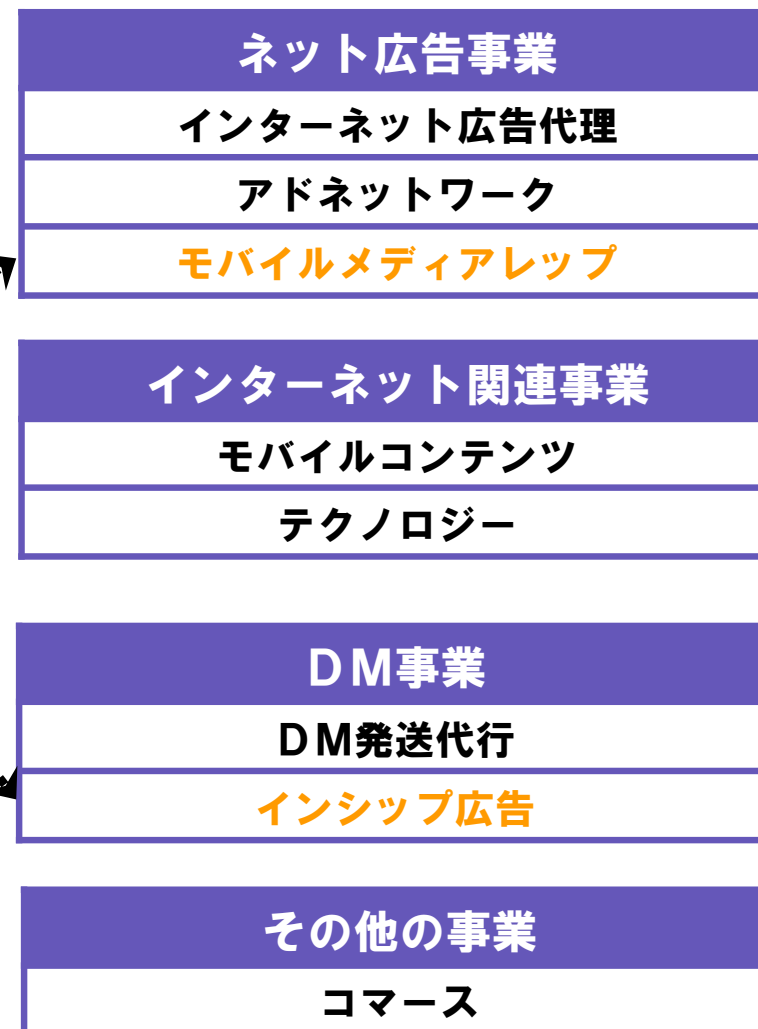 ネット広告事業
インターネット広告代理
アドネットワーク
モバイルメディアレップ
インターネット関連事業
モバイルコンテンツ
テクノロジー
ＤＭ事業
ＤＭ発送代行
インシップ広告
その他の事業
コマース